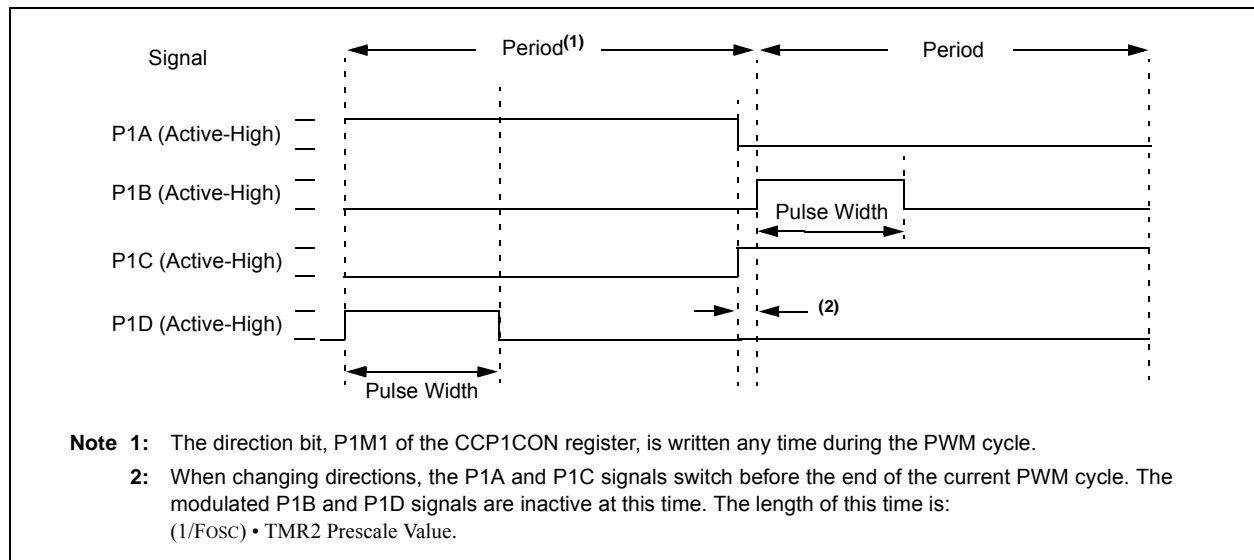 Signal
Period(1)
Period
P1A (Active-High)
P1B (Active-High)
Pulse Width
P1C (Active-High)
(2)
P1D (Active-High)
Pulse Width
Note 1: The direction bit, P1M1 of the CCP1CON register, is written any time during the PWM cycle.
2: When changing directions, the P1A and P1C signals switch before the end of the current PWM cycle. The
modulated P1B and P1D signals are inactive at this time. The length of this time is:
(1/FOSC) • TMR2 Prescale Value.